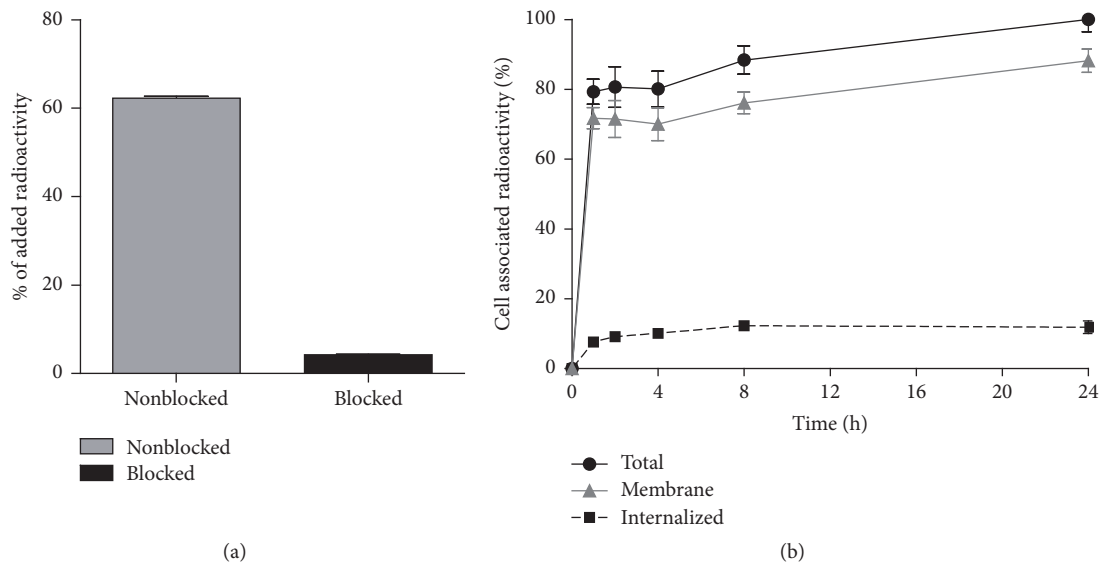 80
60
40
20
0
% of added radioactivity
Nonblocked Blocked
Nonblocked
Blocked
(a)
100
80
60
40
20
0
Cell associated radioactivity (%)
0 4 8 12 16 20 24
Time (h)
Total
Membrane
Internalized
(b)